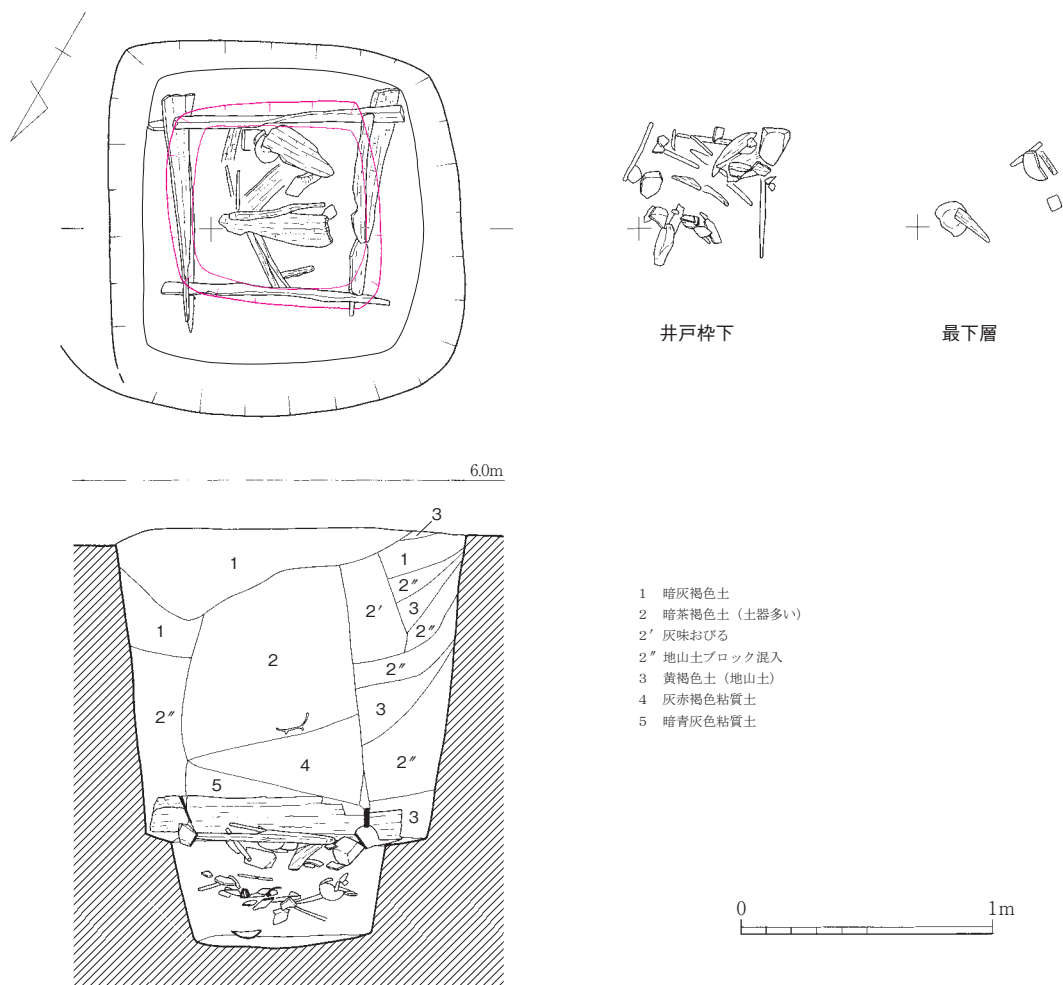 井戸枠下
最下層
6.0m
3
1
1
2″
2′
3
1
2″
2
2″
3
2″
4
2″
5
3
1 暗灰褐色土
2 暗茶褐色土（土器多い）
2′ 灰味おびる
2″ 地山土ブロック混入
3 黄褐色土（地山土）
4 灰赤褐色粘質土
5 暗青灰色粘質土
0 1m